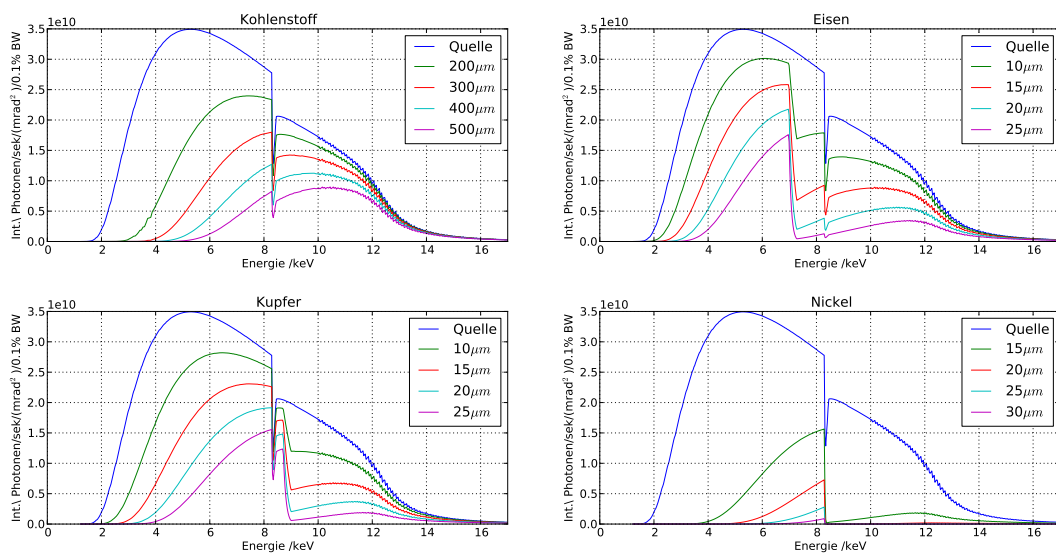 Kohlenstoff
1e10
Int.\ Photonen/sek/(mrad² )/0.1% BW
3.5
3.0
2.5
2.0
1.5
1.0
0.5
0.0
0 2 4 6 8 10 12 14 16
Energie /keV
Quelle
200μm
300μm
400μm
500μm
Eisen
1e10
Int.\ Photonen/sek/(mrad² )/0.1% BW
3.5
3.0
2.5
2.0
1.5
1.0
0.5
0.0
0 2 4 6 8 10 12 14 16
Energie /keV
Quelle
10μm
15μm
20μm
25μm
Kupfer
1e10
Int.\ Photonen/sek/(mrad² )/0.1% BW
3.5
3.0
2.5
2.0
1.5
1.0
0.5
0.0
0 2 4 6 8 10 12 14 16
Energie /keV
Quelle
10μm
15μm
20μm
25μm
Nickel
1e10
Int.\ Photonen/sek/(mrad² )/0.1% BW
3.5
3.0
2.5
2.0
1.5
1.0
0.5
0.0
0 2 4 6 8 10 12 14 16
Energie /keV
Quelle
15μm
20μm
25μm
30μm